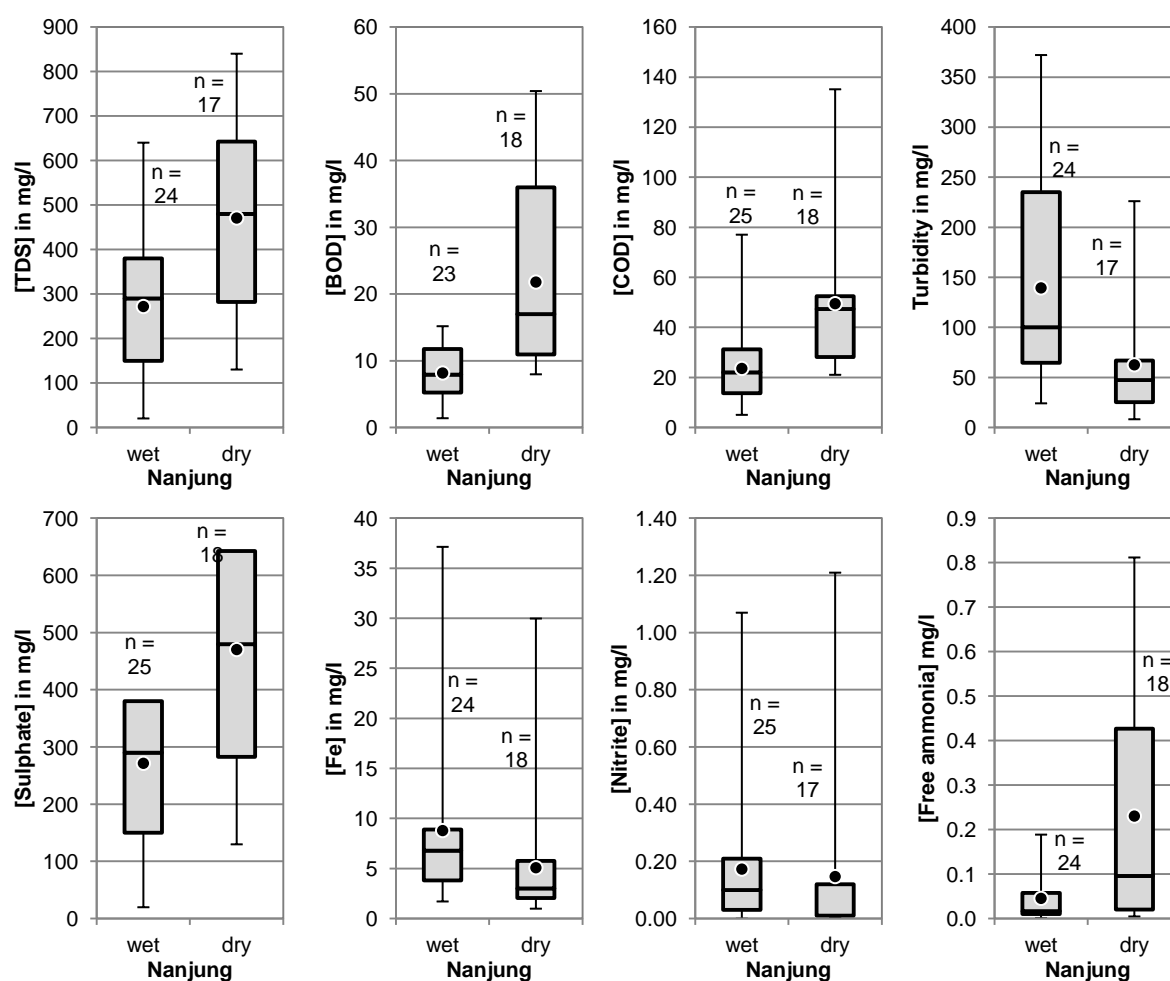 [TDS] in mg/l
900
800
700
600
500
400
300
200
100
0
n =
24
n =
17
wet dry
Nanjung
[BOD] in mg/l
60
50
40
30
20
10
0
n =
23
n =
18
wet dry
Nanjung
[COD] in mg/l
160
140
120
100
80
60
40
20
0
n =
25
n =
18
wet dry
Nanjung
Turbidity in mg/l
400
350
300
250
200
150
100
50
0
n =
24
n =
17
wet dry
Nanjung
[Sulphate] in mg/l
700
600
500
400
300
200
100
0
n =
25
n =
18
wet dry
Nanjung
[Fe] in mg/l
40
35
30
25
20
15
10
5
0
n =
24
n =
18
wet dry
Nanjung
[Nitrite] in mg/l
1.40
1.20
1.00
0.80
0.60
0.40
0.20
0.00
n =
25
n =
17
wet dry
Nanjung
[Free ammonia] mg/l
0.9
0.8
0.7
0.6
0.5
0.4
0.3
0.2
0.1
0.0
n =
24
n =
18
wet dry
Nanjung